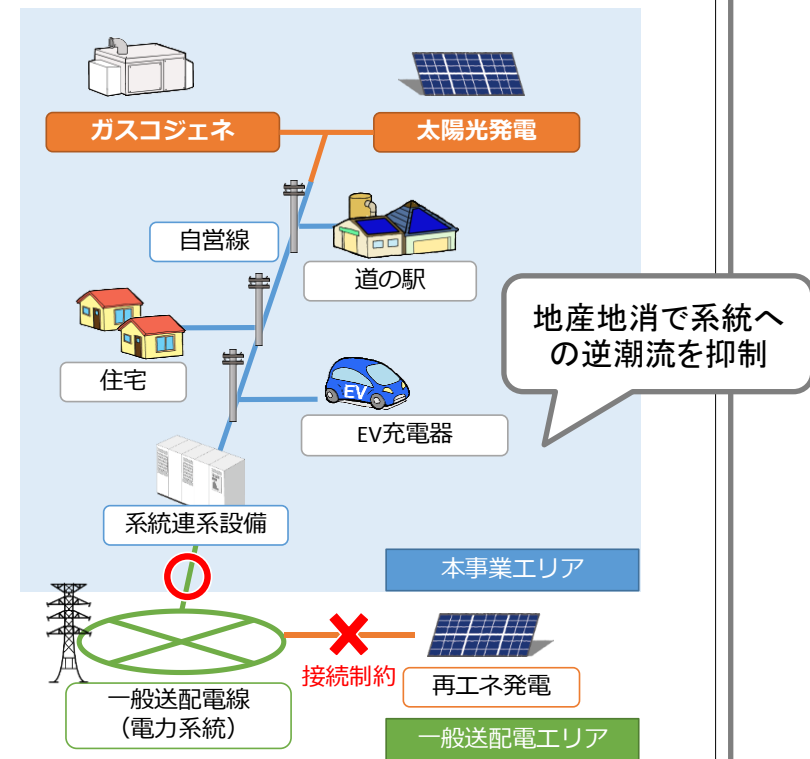 ガスコジェネ
太陽光発電
自営線
道の駅
地産地消で系統へ
の逆潮流を抑制
住宅
EV
EV充電器
系統連系設備
本事業エリア
接続制約
再エネ発電
一般送配電線
（電力系統）
一般送配電エリア